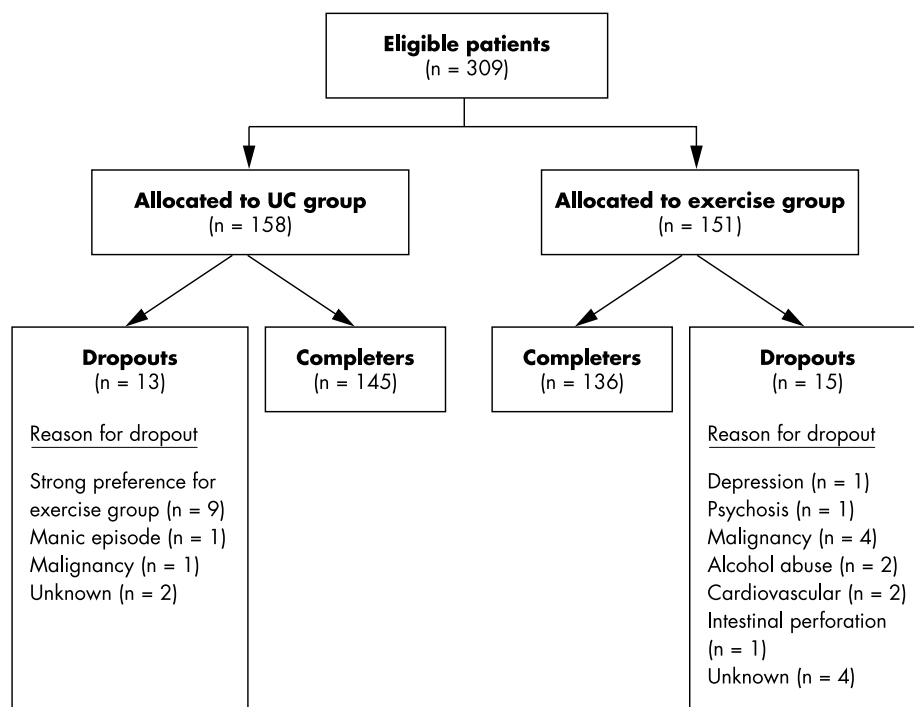 Eligible patients
(n = 309)
Allocated to UC group
(n = 158)
Allocated to exercise group
(n = 151)
Dropouts
(n = 13)
Reason for dropout
Strong preference for
exercise group (n = 9)
Manic episode (n = 1)
Malignancy (n = 1)
Unknown (n = 2)
Completers
(n = 145)
Completers
(n = 136)
Dropouts
(n = 15)
Reason for dropout
Depression (n = 1)
Psychosis (n = 1)
Malignancy (n = 4)
Alcohol abuse (n = 2)
Cardiovascular (n = 2)
Intestinal perforation
(n = 1)
Unknown (n = 4)